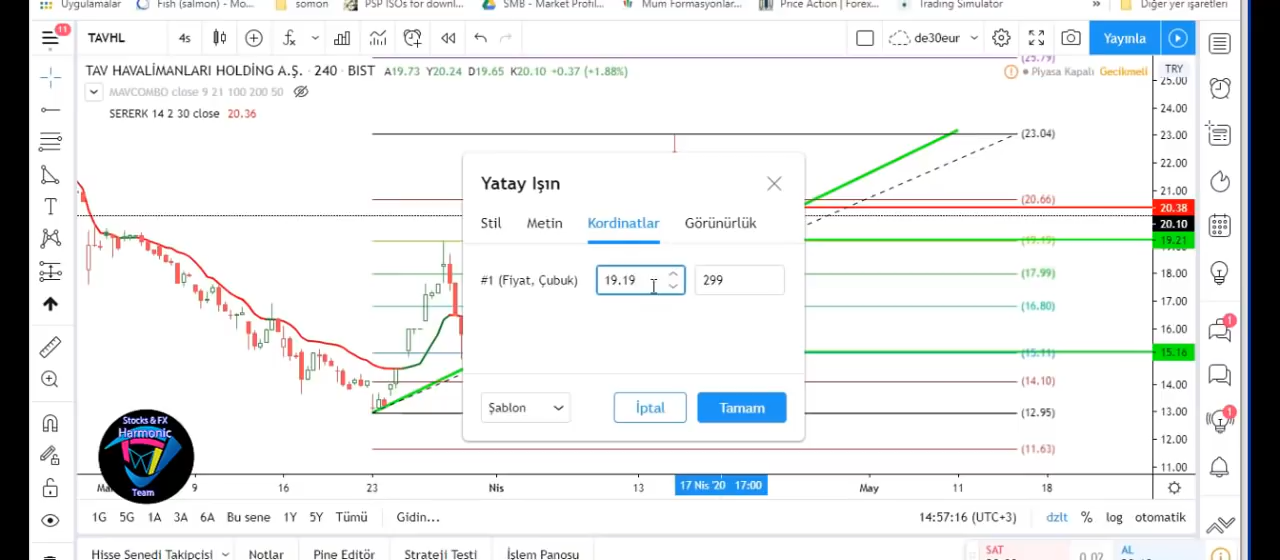 Uygulamalar
Fish (salmon) - Mo...
somon
PSP ISOs for downl...
SMB - Market Profil...
Mum Formasyonlar...
Price Action | Forex...
Trading Simulator
»
Diğer yer işaretleri
11
TAVHL
4s
de30eur
Yayınla
TAV HAVALİMANLARI HOLDİNG A.Ş. · 240 · BIST A19.73 Y20.24 D19.65 K20.10 +0.37 (+1.88%)
Piyasa Kapalı Gecikmeli
TRY
MAVCOMBO close 9 21 100 200 50
SERERK 14 2 30 close 20.36
(25.79)
(23.04)
(20.66)
(17.99)
(16.80)
(15.11)
(14.10)
(12.95)
(11.63)
25.00
24.00
23.00
22.00
21.00
20.38
20.10
19.21
18.00
17.00
16.00
15.16
14.00
13.00
12.00
11.00
Yatay Işın
Stil
Metin
Kordinatlar
Görünürlük
#1 (Fiyat, Çubuk)
19.19
299
Şablon
İptal
Tamam
Stocks & FX
Harmonic
Team
9
16
23
Nis
13
17 Nis '20 17:00
May
11
18
1G 5G 1A 3A 6A Bu sene 1Y 5Y Tümü Gidin...
14:57:16 (UTC+3)
dzlt % log otomatik
Hisse Senedi Takipçisi
Notlar
Pine Editör
Strateji Testi
İşlem Panosu
SAT
0.02
AL
1
1